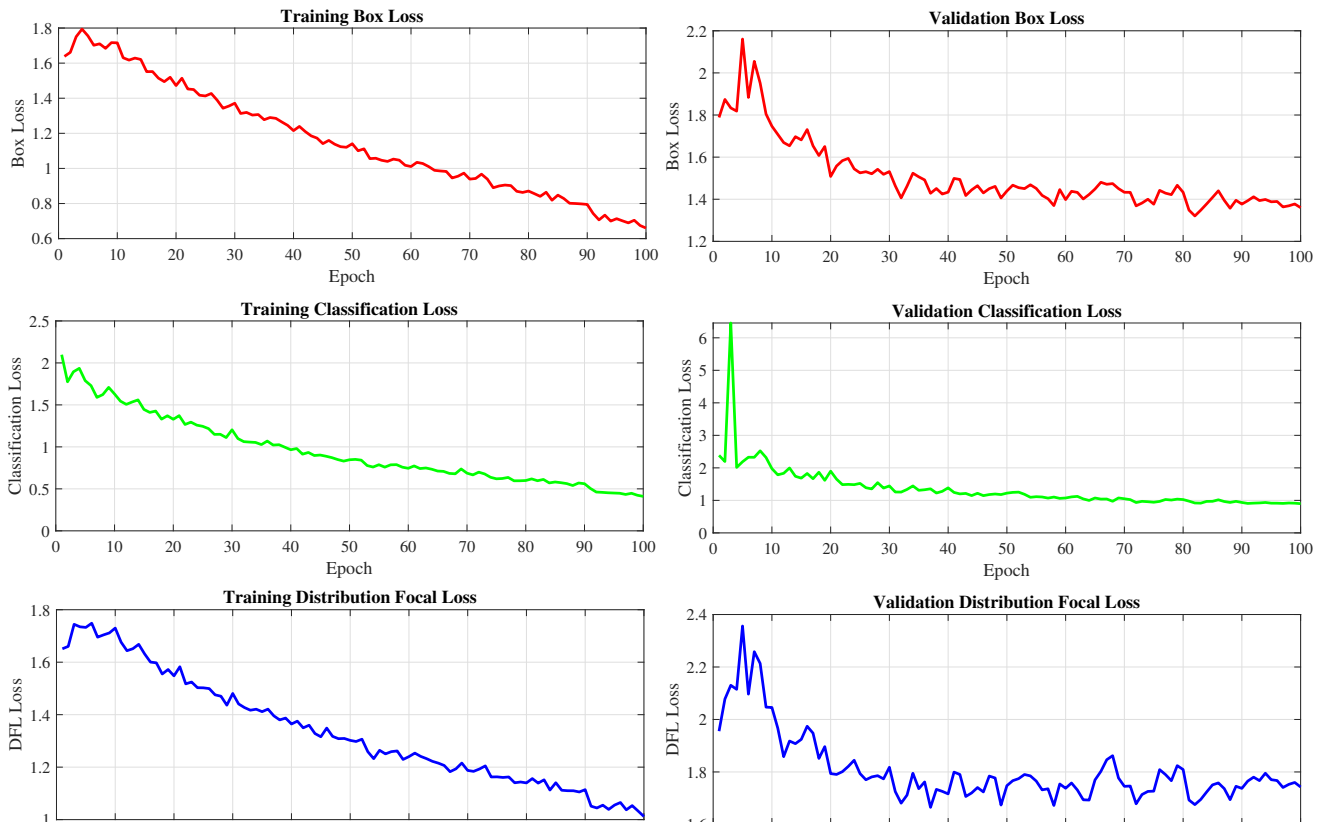 Training Box Loss
1.8
1.6
1.4
1.2
1
0.8
0.6
Box Loss
0 10 20 30 40 50 60 70 80 90 100
Epoch
Validation Box Loss
2.2
2
1.8
1.6
1.4
1.2
Box Loss
0 10 20 30 40 50 60 70 80 90 100
Epoch
Training Classification Loss
2.5
2
1.5
1
0.5
0
Classification Loss
0 10 20 30 40 50 60 70 80 90 100
Epoch
Validation Classification Loss
6
5
4
3
2
1
0
Classification Loss
0 10 20 30 40 50 60 70 80 90 100
Epoch
Training Distribution Focal Loss
1.8
1.6
1.4
1.2
1
DFL Loss
Validation Distribution Focal Loss
2.4
2.2
2
1.8
1.6
DFL Loss